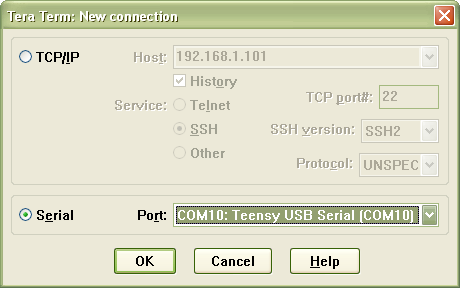 Tera Term: New connection
TCP/IP Host: 192.168.1.101
History
Service: Telnet TCP port#: 22
SSH SSH version: SSH2
Other Protocol: UNSPEC
Serial Port: COM10: Teensy USB Serial (COM10)
OK Cancel Help